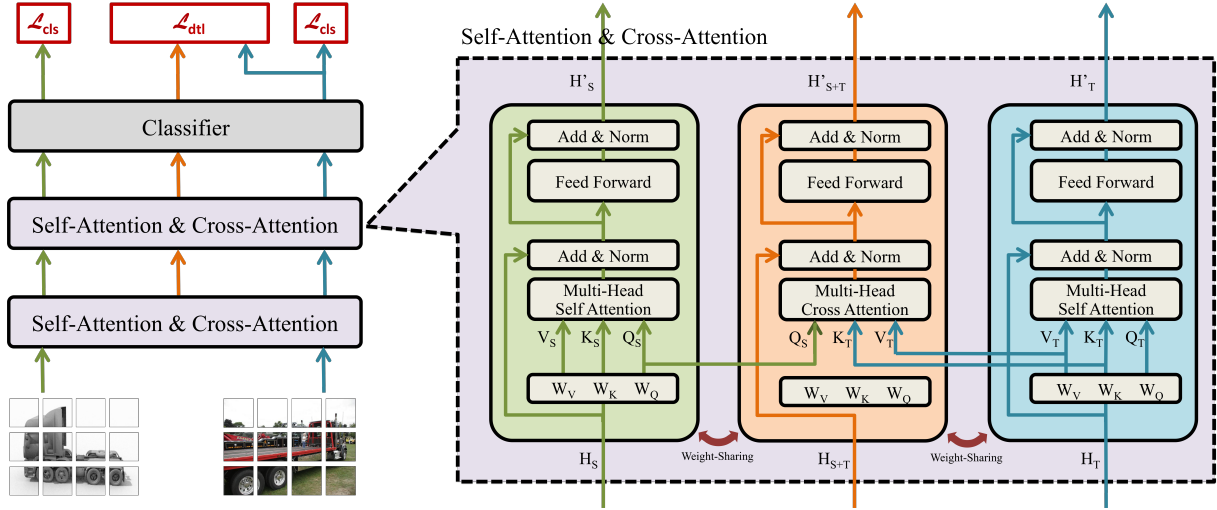 ℒcls ℒdtl ℒcls
Classifier
Self-Attention & Cross-Attention
Self-Attention & Cross-Attention
Self-Attention & Cross-Attention
H'S H'S+T H'T
Add & Norm Add & Norm Add & Norm
Feed Forward Feed Forward Feed Forward
Add & Norm Add & Norm Add & Norm
Multi-Head Self Attention Multi-Head Cross Attention Multi-Head Self Attention
VS KS QS QS KT VT VT KT QT
WV WK WQ WV WK WQ WV WK WQ
Weight-Sharing Weight-Sharing
HS HS+T HT